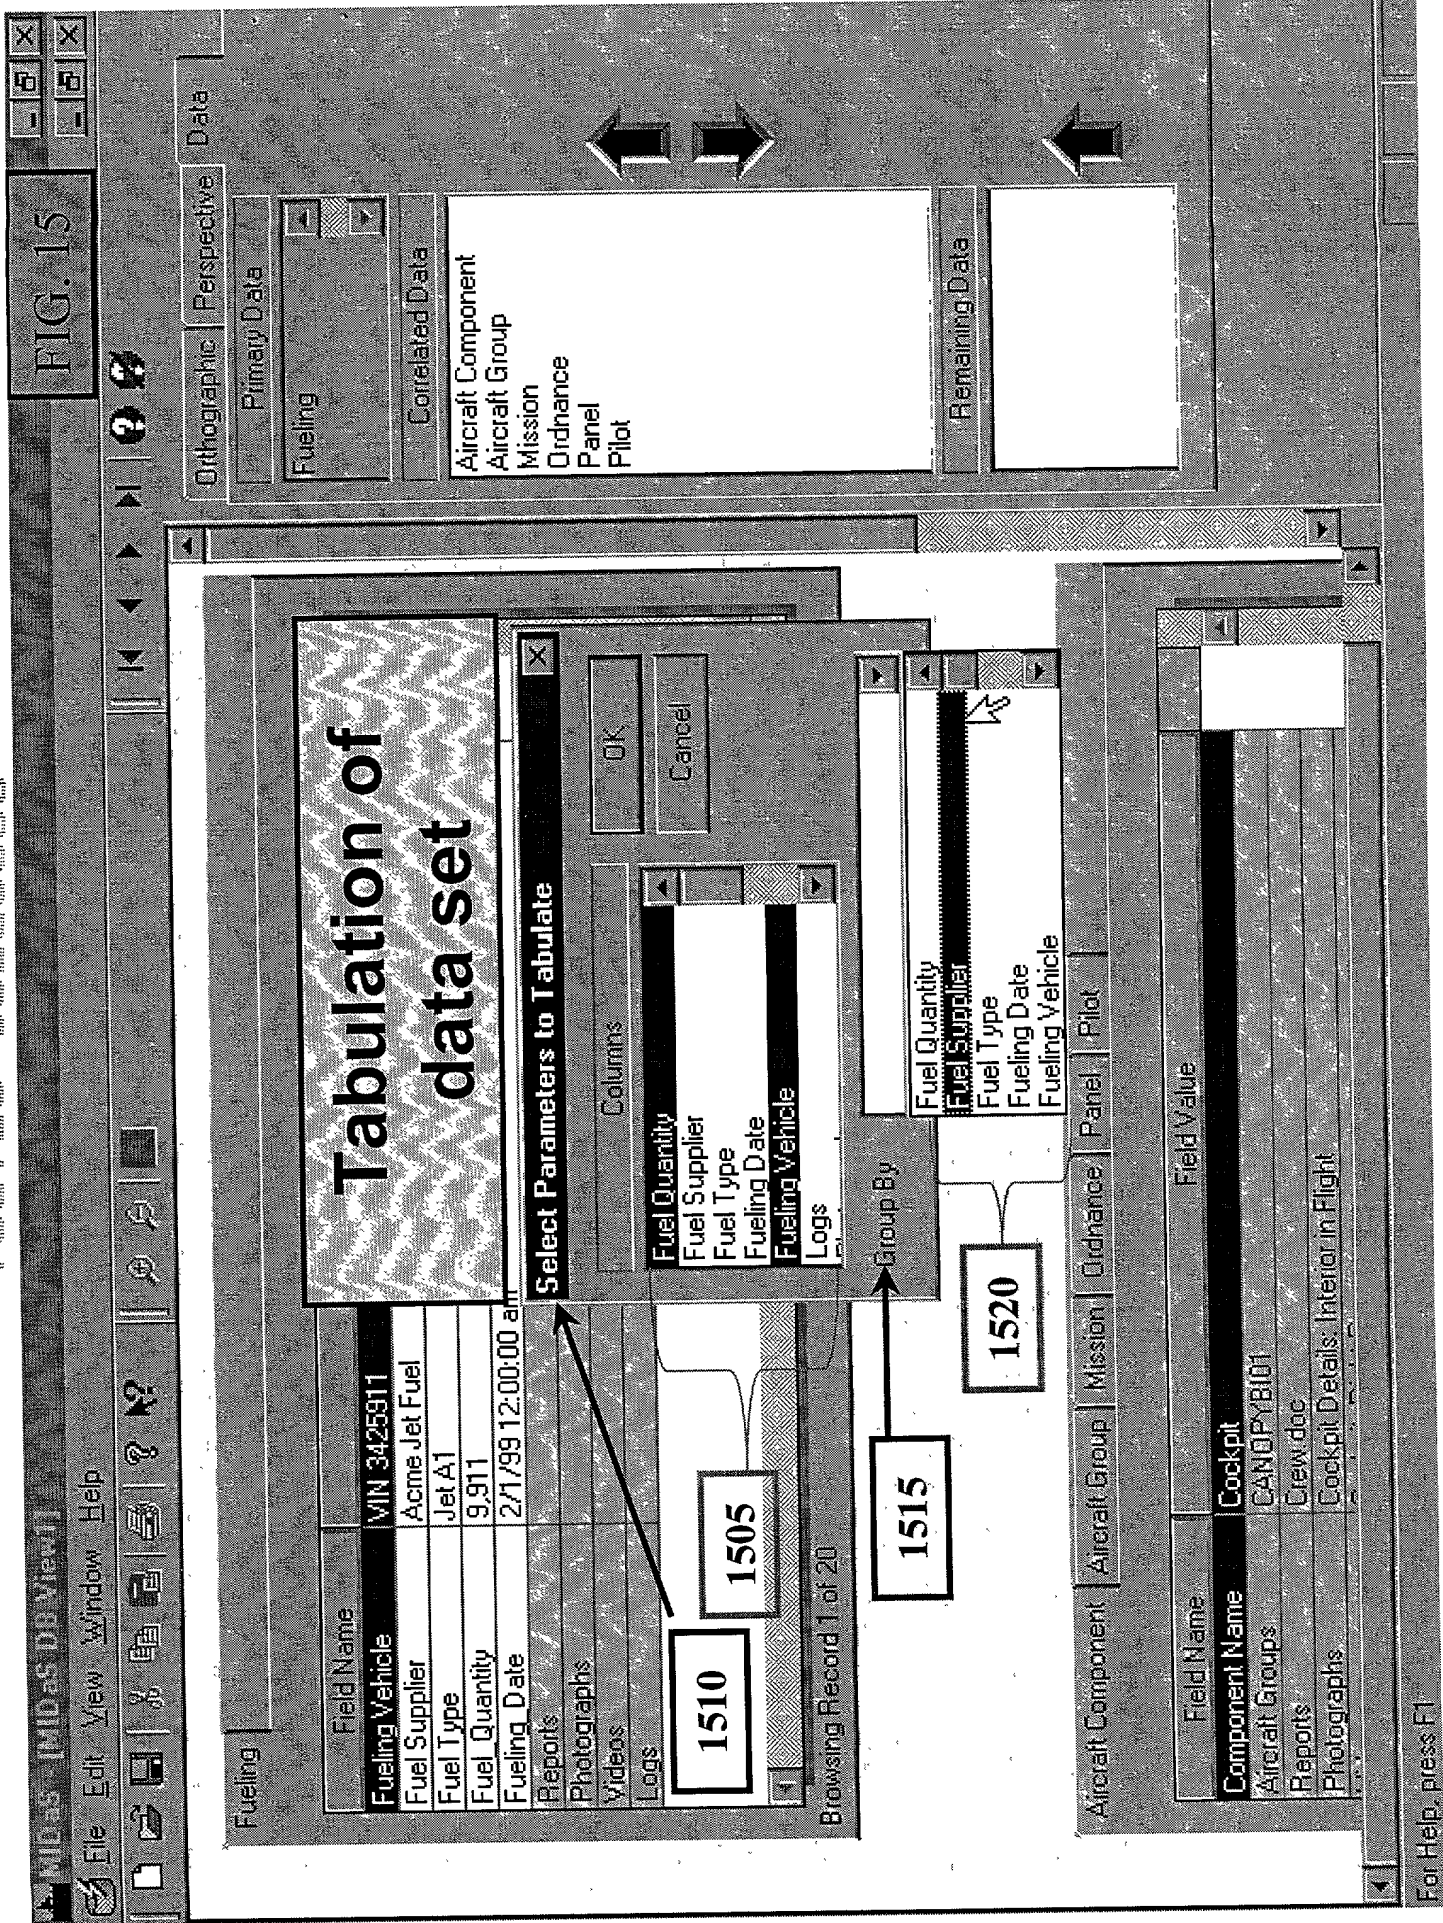 MIDaS - [MIDaS DB View1]
FIG. 15
File Edit View Window Help
Orthographic Perspective Data
Primary Data
Fueling
Correlated Data
Aircraft Component
Aircraft Group
Mission
Ordnance
Panel
Pilot
Remaining Data
Fueling
Field Name
Fueling Vehicle VIN 3425911
Fuel Supplier Acme Jet Fuel
Fuel Type Jet A1
Fuel_Quantity 9,911
Fueling_Date 2/1/99 12:00:00 am
Reports
Photographs
Videos
Logs
Browsing Record 1 of 20
Tabulation of
data set
Select Parameters to Tabulate
Columns
OK
Cancel
Fuel Quantity
Fuel Supplier
Fuel Type
Fueling Date
Fueling Vehicle
Logs
Group By
Fuel Quantity
Fuel Supplier
Fuel Type
Fueling Date
Fueling Vehicle
1510
1505
1515
1520
Aircraft Component Aircraft Group Mission Ordnance Panel Pilot
Field Name Field Value
Component Name Cockpit
Aircraft Groups CANOPYBI01
Reports Crew.doc
Photographs Cockpit Details: Interior in Flight
For Help, press F1